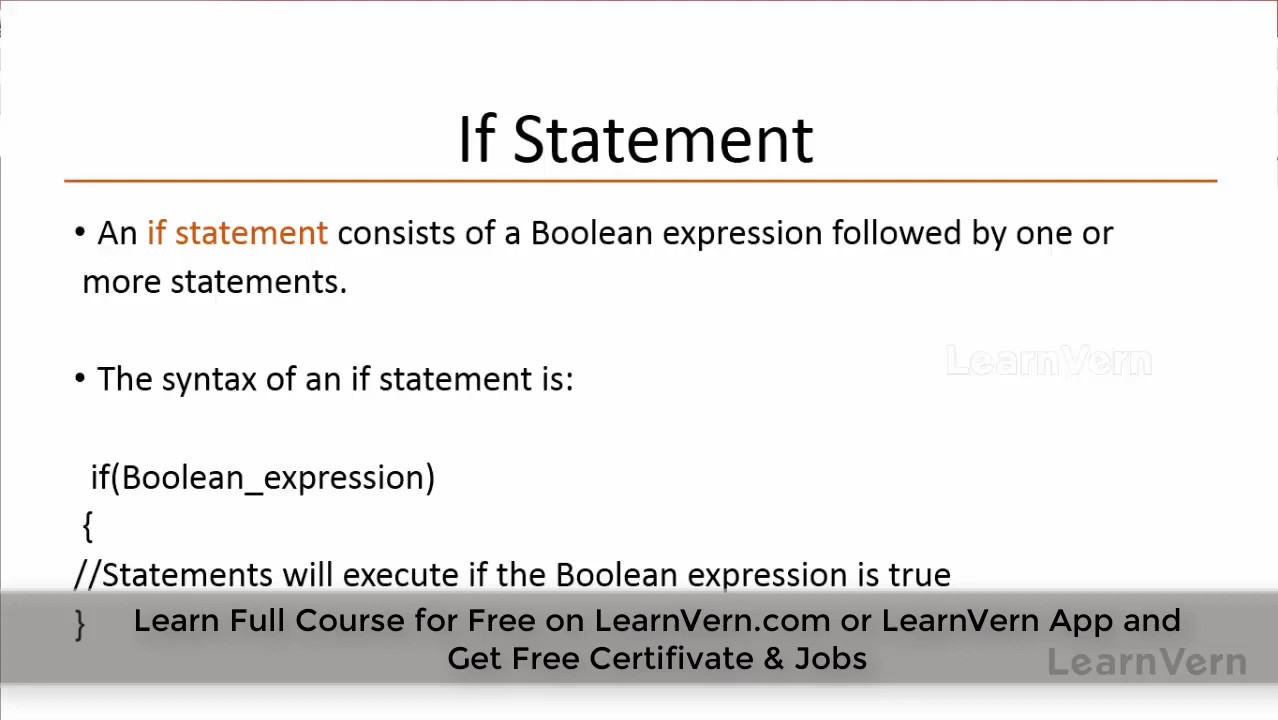 If Statement
• An if statement consists of a Boolean expression followed by one or
more statements.
LearnVern
• The syntax of an if statement is:
if(Boolean_expression)
{
//Statements will execute if the Boolean expression is true
}
Learn Full Course for Free on LearnVern.com or LearnVern App and
Get Free Certifivate & Jobs
LearnVern